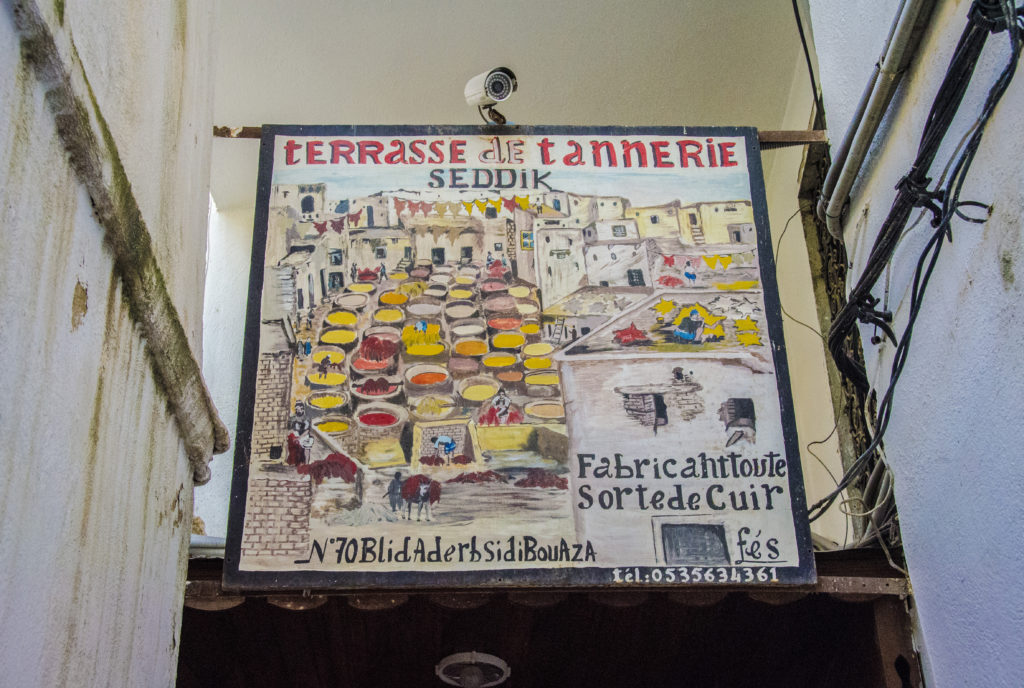 terrasse de tannerie
SEDDIK
Fabricanttoute
SortedeCuir
N°70BlidAderbsidiBouAzA
fés
tél.:0535634361